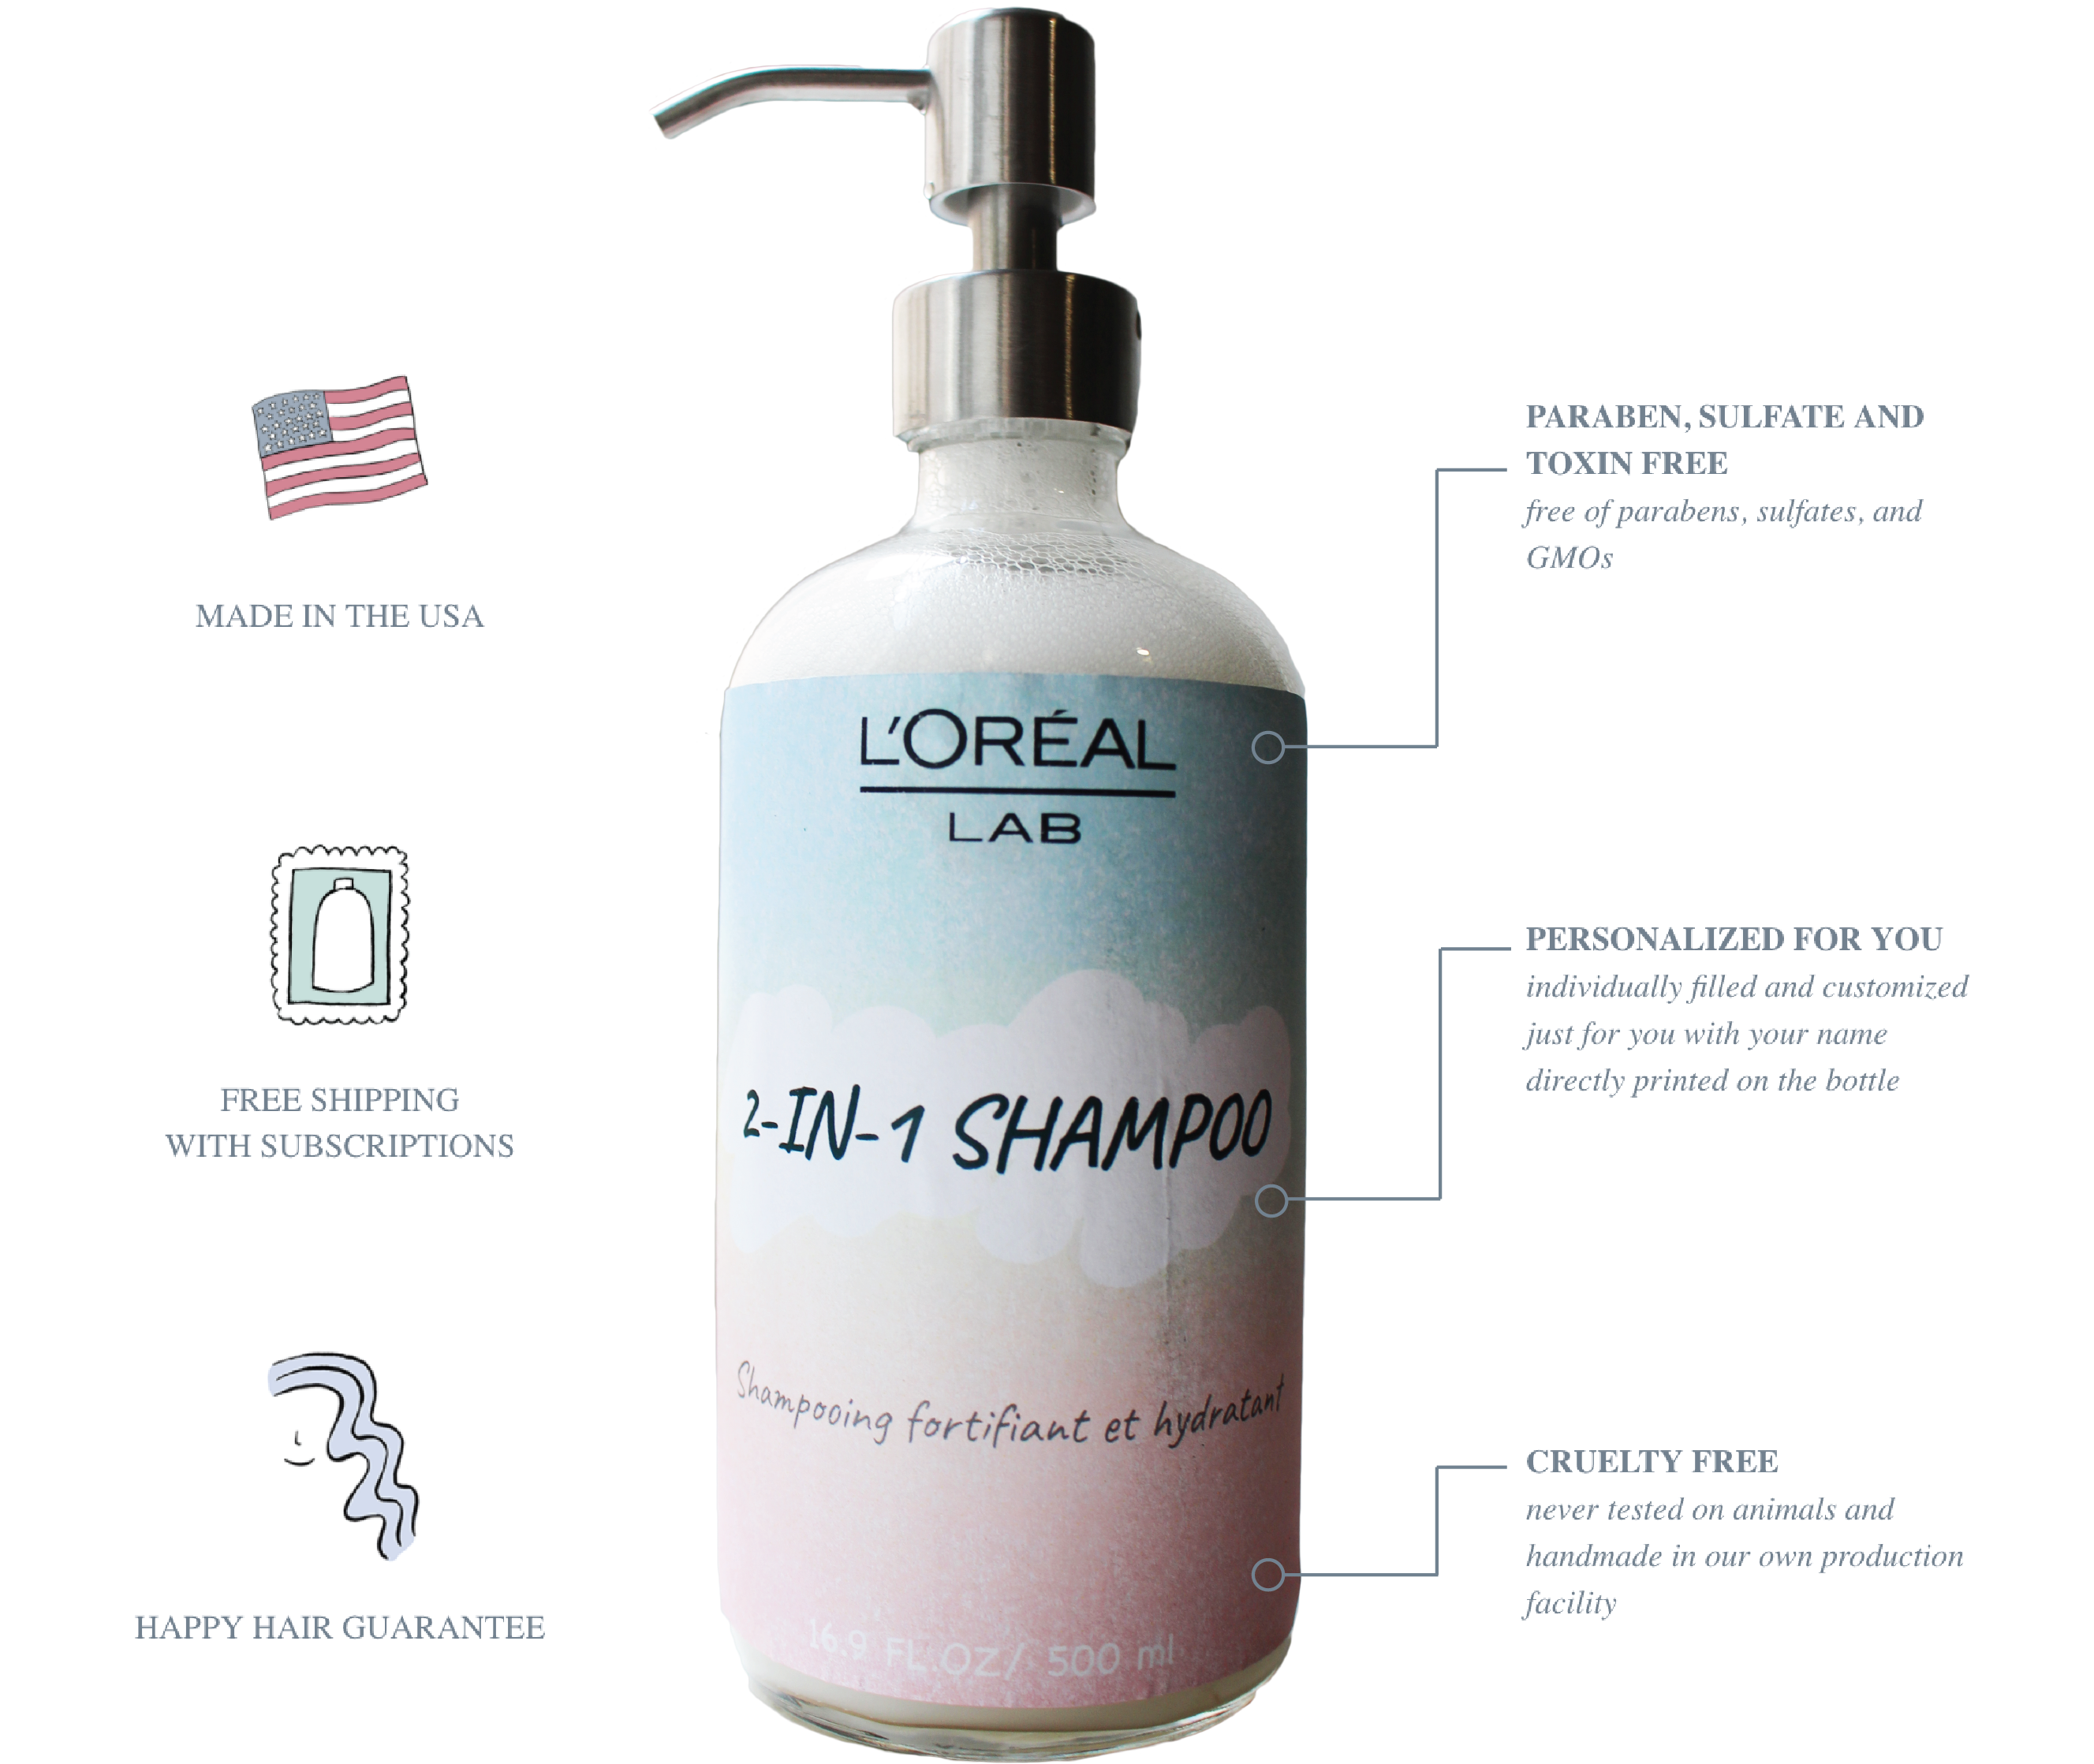 MADE IN THE USA
FREE SHIPPING
WITH SUBSCRIPTIONS
HAPPY HAIR GUARANTEE
L'ORÉAL
LAB
2-IN-1 SHAMPOO
Shampooing fortifiant et hydratant
16.9 FL.OZ/ 500 ml
PARABEN, SULFATE AND
TOXIN FREE
free of parabens, sulfates, and
GMOs
PERSONALIZED FOR YOU
individually filled and customized
just for you with your name
directly printed on the bottle
CRUELTY FREE
never tested on animals and
handmade in our own production
facility